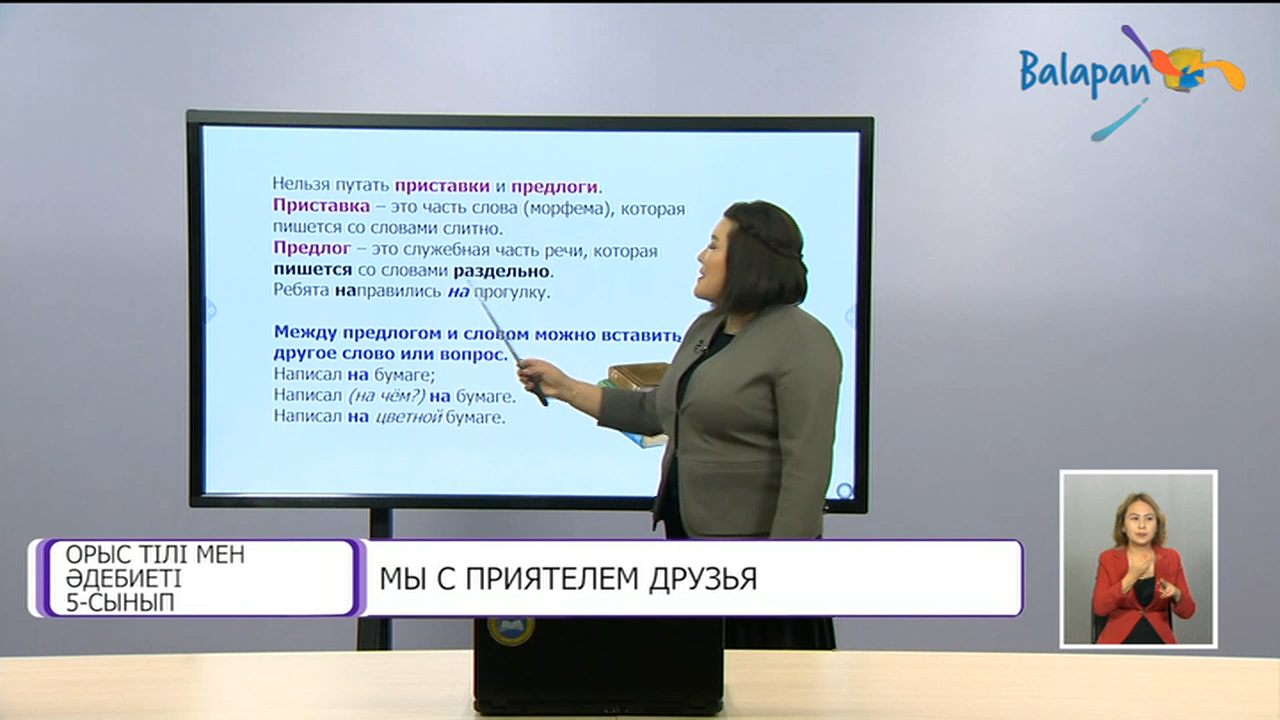 Balapan
Нельзя путать приставки и предлоги.
Приставка – это часть слова (морфема), которая
пишется со словами слитно.
Предлог – это служебная часть речи, которая
пишется со словами раздельно.
Ребята направились на прогулку.
Между предлогом и словом можно вставить
другое слово или вопрос.
Написал на бумаге;
Написал (на чём?) на бумаге.
Написал на цветной бумаге.
ОРЫС ТІЛІ МЕН
ӘДЕБИЕТІ
5-СЫНЫП
МЫ С ПРИЯТЕЛЕМ ДРУЗЬЯ